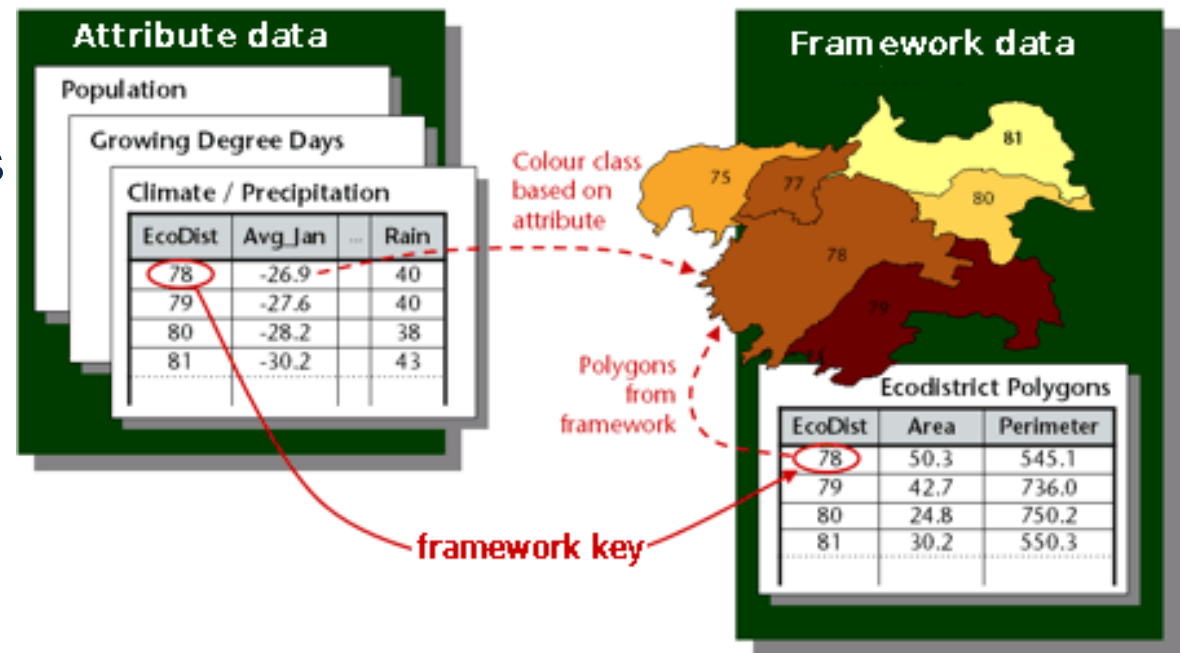 Attribute data
Population
Growing Degree Days
Climate / Precipitation
EcoDist Avg_Jan ... Rain
78 -26.9 40
79 -27.6 40
80 -28.2 38
81 -30.2 43
s
Colour class
based on
attribute
Polygons
from
framework
framework key
Framework data
81
75
77
80
78
79
Ecodistrict Polygons
EcoDist Area Perimeter
78 50.3 545.1
79 42.7 736.0
80 24.8 750.2
81 30.2 550.3